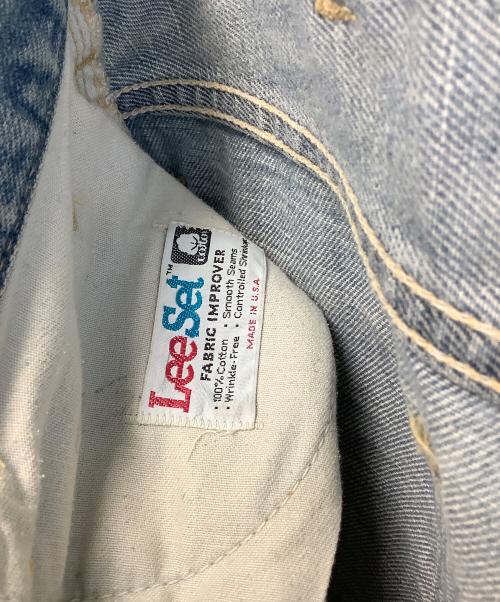 cotton
LeeSet™
FABRIC IMPROVER
• 100% Cotton • Smooth Seams
• Wrinkle-Free • Controlled Shrinkage
MADE IN U.S.A.